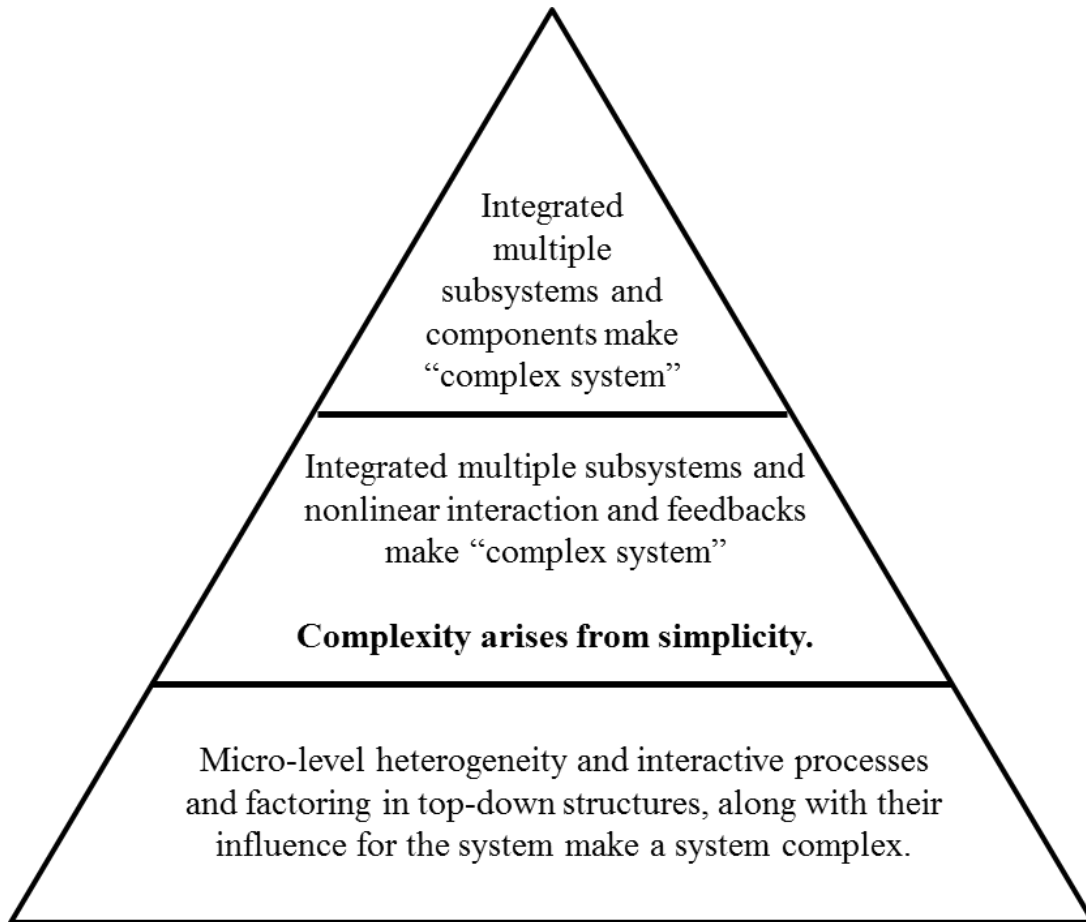 Integrated
multiple
subsystems and
components make
“complex system”
Integrated multiple subsystems and
nonlinear interaction and feedbacks
make “complex system”
Complexity arises from simplicity.
Micro-level heterogeneity and interactive processes
and factoring in top-down structures, along with their
influence for the system make a system complex.